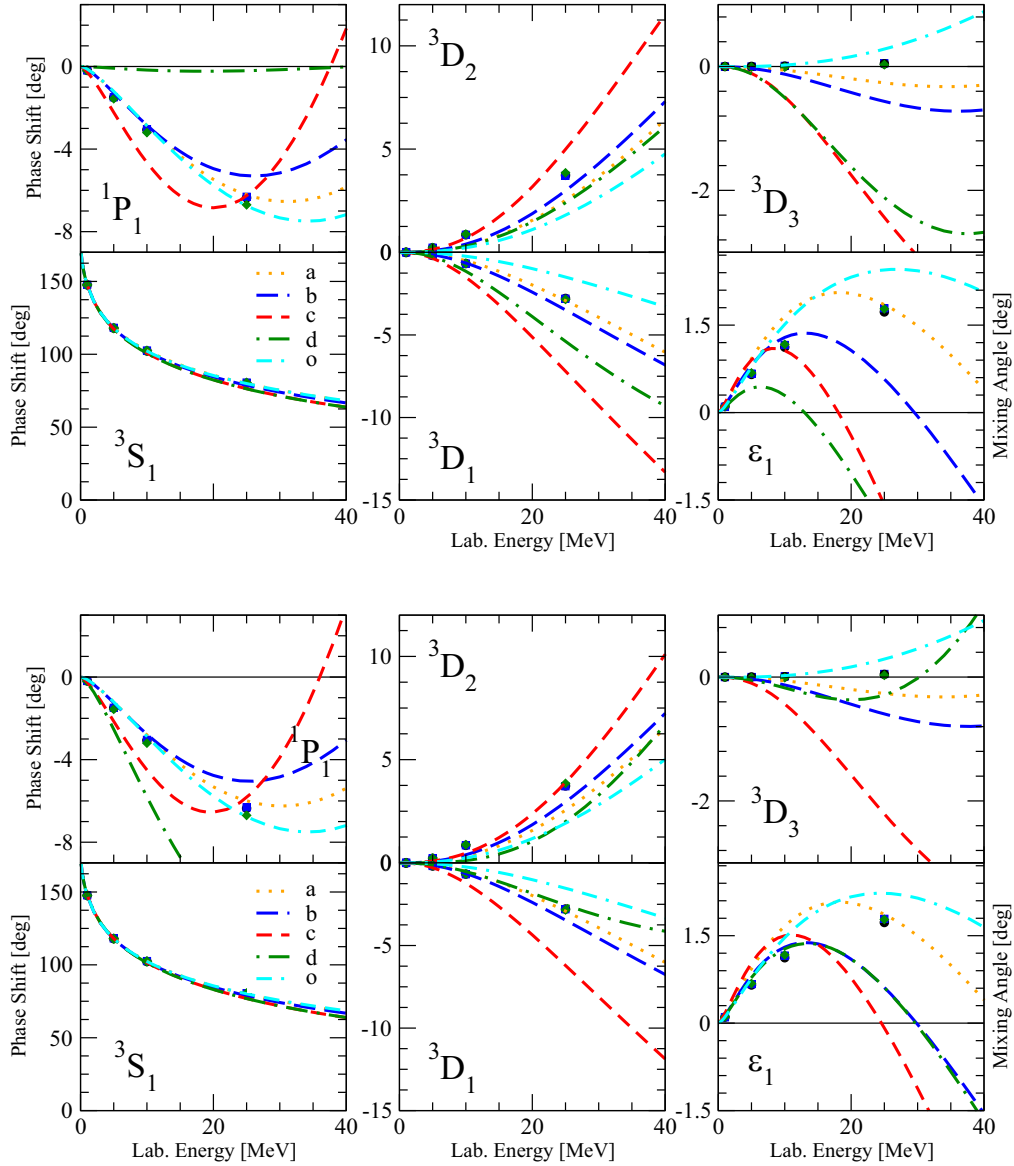 0
-4
-8
Phase Shift [deg]
¹P₁
10
5
0
³D₂
0
-2
³D₃
150
100
50
0
Phase Shift [deg]
³S₁
a
b
c
d
o
-5
-10
-15
³D₁
1.5
0
-1.5
Mixing Angle [deg]
ε₁
0 20 40
0 20 40
0 20 40
Lab. Energy [MeV]
Lab. Energy [MeV]
0
-4
-8
Phase Shift [deg]
¹P₁
10
5
0
³D₂
0
-2
³D₃
150
100
50
0
Phase Shift [deg]
³S₁
a
b
c
d
o
-5
-10
-15
³D₁
1.5
0
-1.5
Mixing Angle [deg]
ε₁
0 20 40
0 20 40
0 20 40
Lab. Energy [MeV]
Lab. Energy [MeV]
Lab. Energy [MeV]